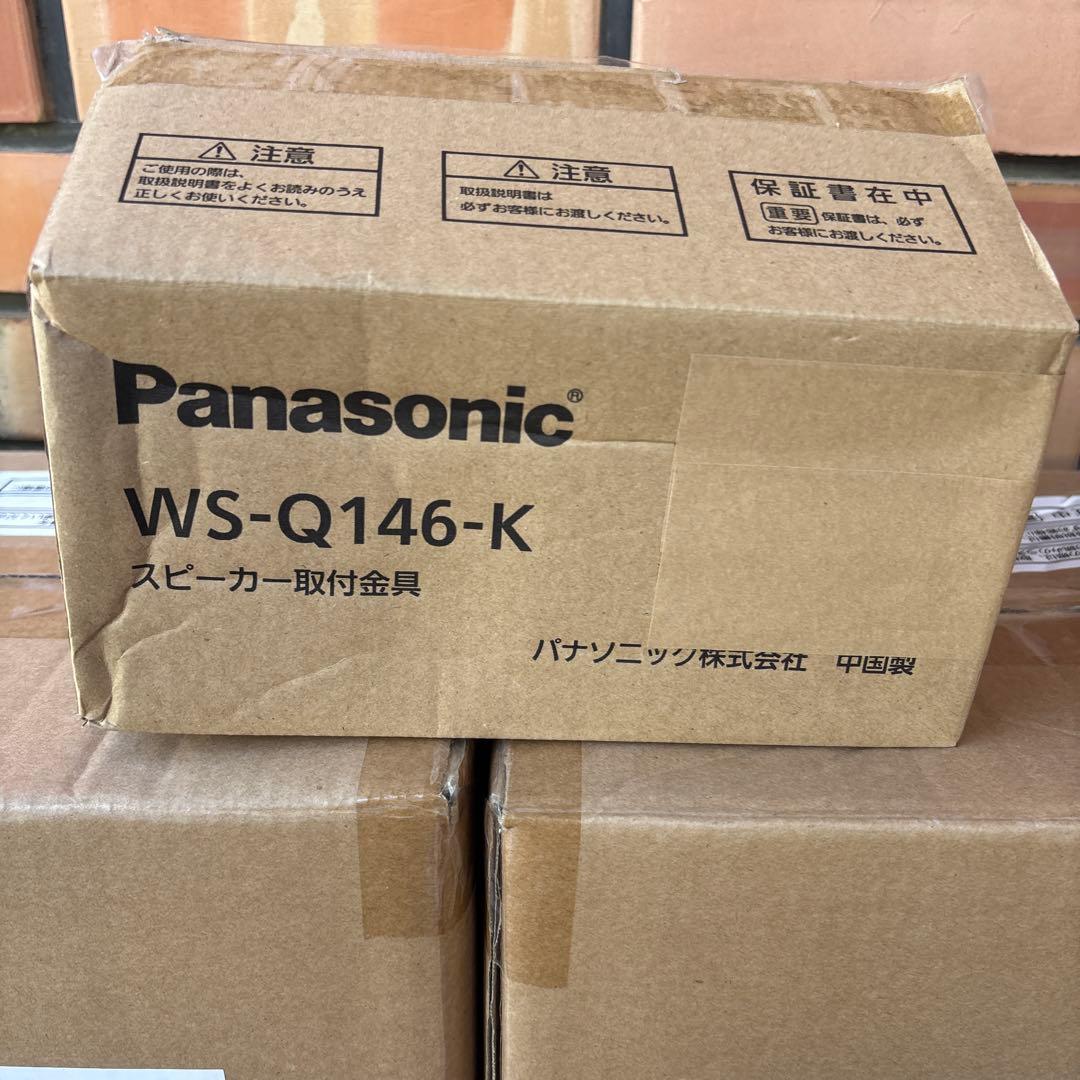 ⚠ 注意
ご使用の際は、
取扱説明書をよくお読みのうえ
正しくお使いください。
⚠ 注意
取扱説明書は
必ずお客様にお渡しください。
保証書在中
重要 保証書は、必ず
お客様にお渡しください。
Panasonic®
WS-Q146-K
スピーカー取付金具
パナソニック株式会社 中国製